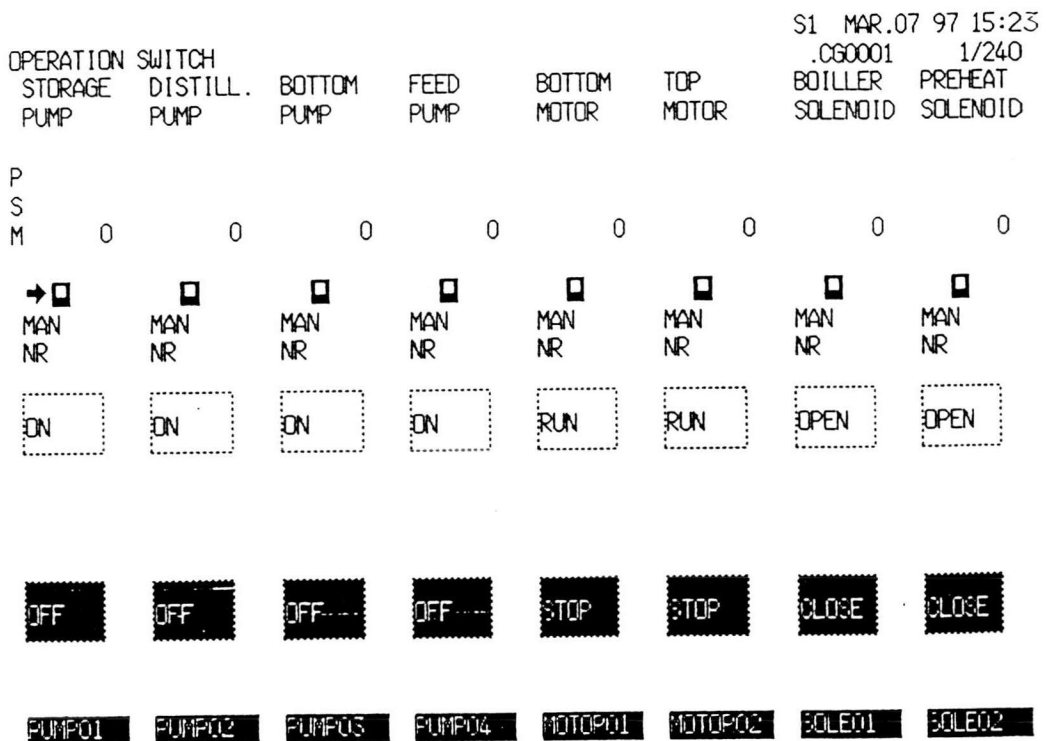 S1 MAR.07 97 15:23
OPERATION SWITCH .CG0001 1/240
STORAGE DISTILL. BOTTOM FEED BOTTOM TOP BOILLER PREHEAT
PUMP PUMP PUMP PUMP MOTOR MOTOR SOLENOID SOLENOID
P
S
M 0 0 0 0 0 0 0 0
MAN MAN MAN MAN MAN MAN MAN MAN
NR NR NR NR NR NR NR NR
ON ON ON ON RUN RUN OPEN OPEN
OFF OFF OFF OFF STOP STOP CLOSE CLOSE
PUMP01 PUMP02 PUMP03 PUMP04 MOTOP01 MOTOP02 SOLE01 SOLE02